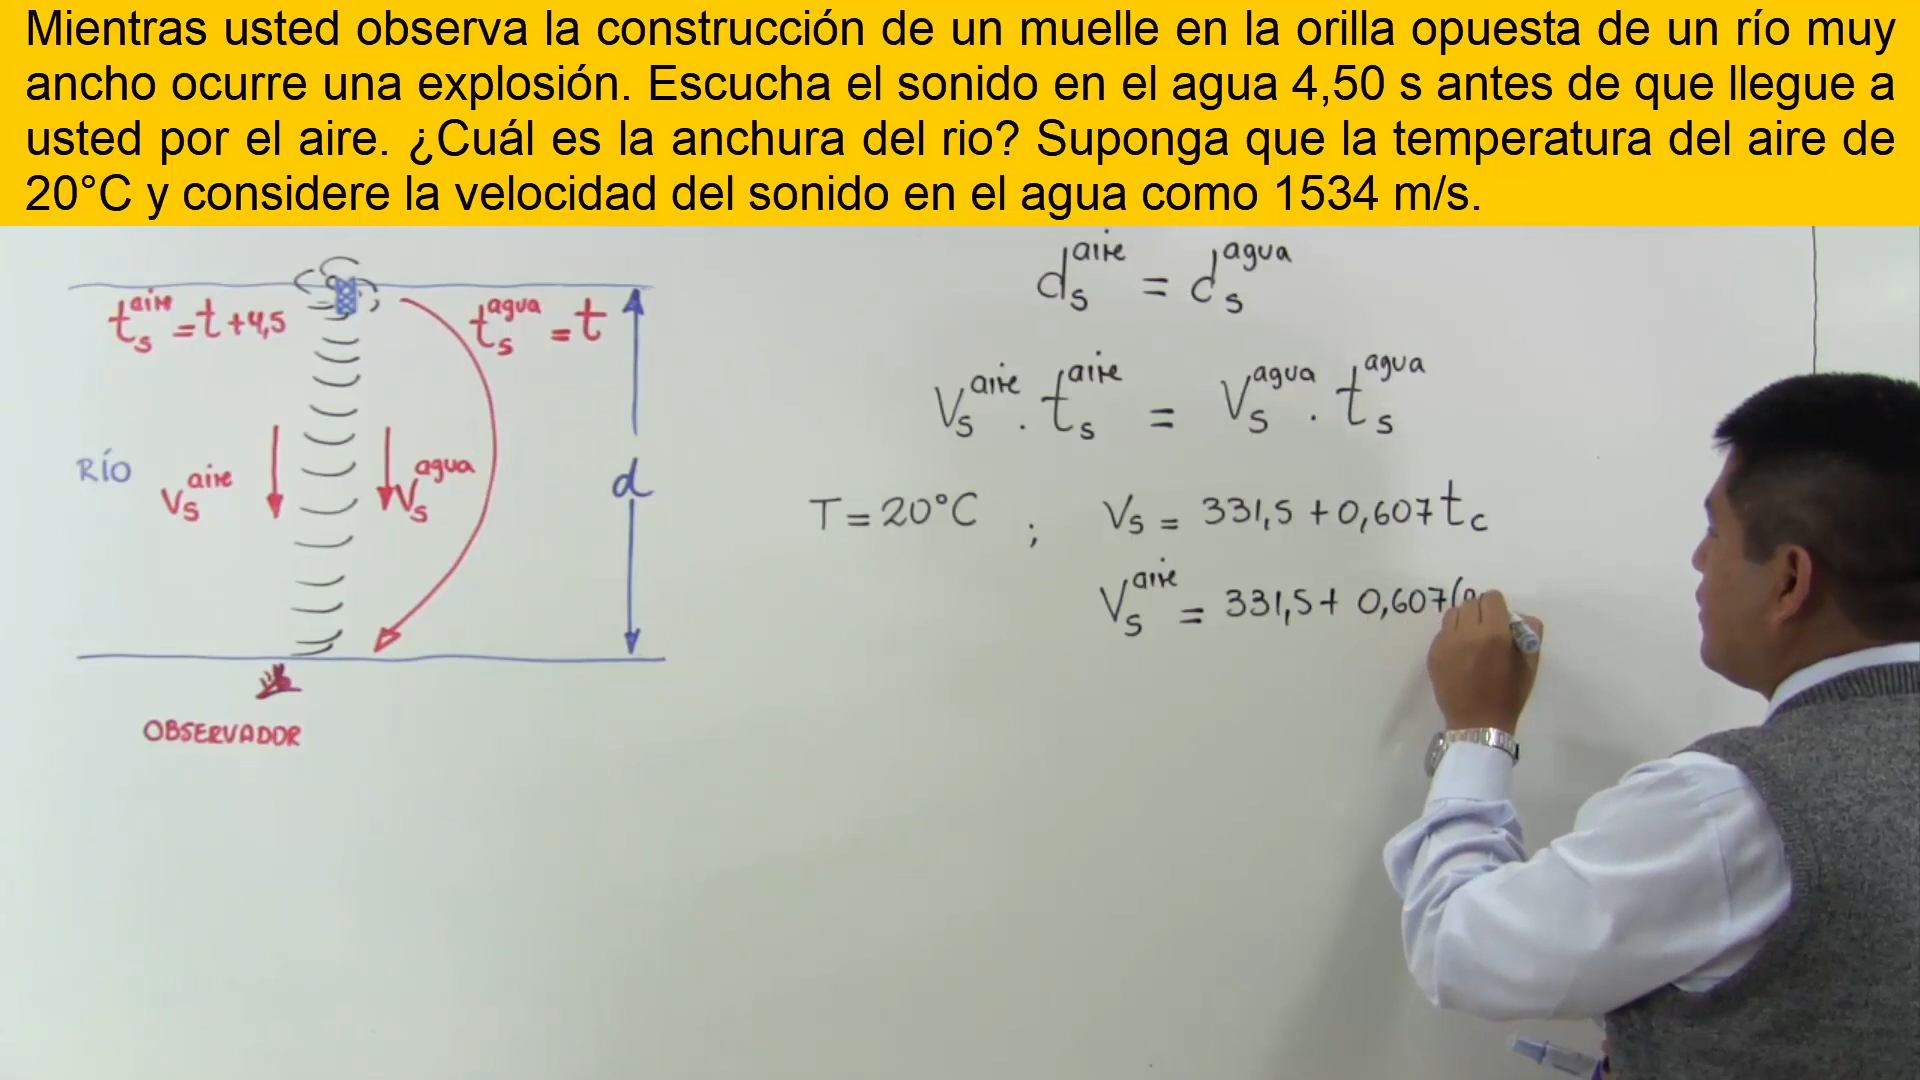 Mientras usted observa la construcción de un muelle en la orilla opuesta de un río muy
ancho ocurre una explosión. Escucha el sonido en el agua 4,50 s antes de que llegue a
usted por el aire. ¿Cuál es la anchura del rio? Suponga que la temperatura del aire de
20°C y considere la velocidad del sonido en el agua como 1534 m/s.
d_s^aire = d_s^agua
t_s^aire = t + 4,5
t_s^agua = t
V_s^aire . t_s^aire = V_s^agua . t_s^agua
RÍO
V_s^aire
V_s^agua
d
T = 20°C ; V_s = 331,5 + 0,607 t_c
V_s^aire = 331,5 + 0,607(
OBSERVADOR